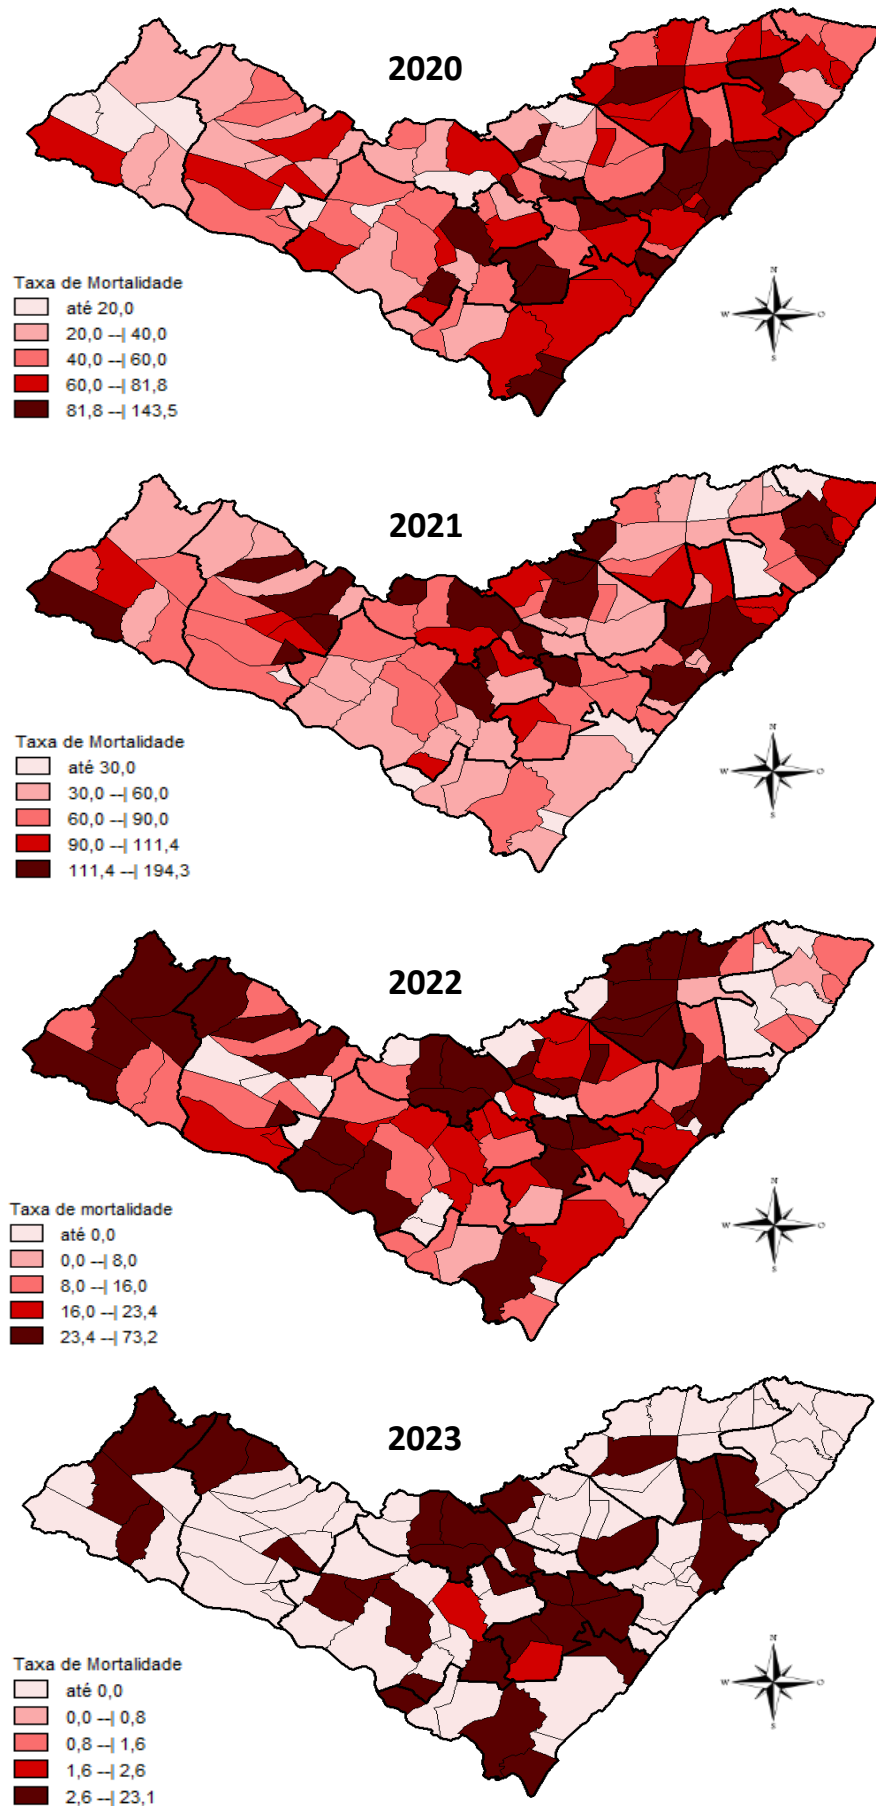 2020
N
W
O
S
Taxa de Mortalidade
até 20,0
20,0 --| 40,0
40,0 --| 60,0
60,0 --| 81,8
81,8 --| 143,5
2021
N
W
O
S
Taxa de Mortalidade
até 30,0
30,0 --| 60,0
60,0 --| 90,0
90,0 --| 111,4
111,4 --| 194,3
2022
N
W
O
S
Taxa de mortalidade
até 0,0
0,0 --| 8,0
8,0 --| 16,0
16,0 --| 23,4
23,4 --| 73,2
2023
N
W
O
S
Taxa de Mortalidade
até 0,0
0,0 --| 0,8
0,8 --| 1,6
1,6 --| 2,6
2,6 --| 23,1